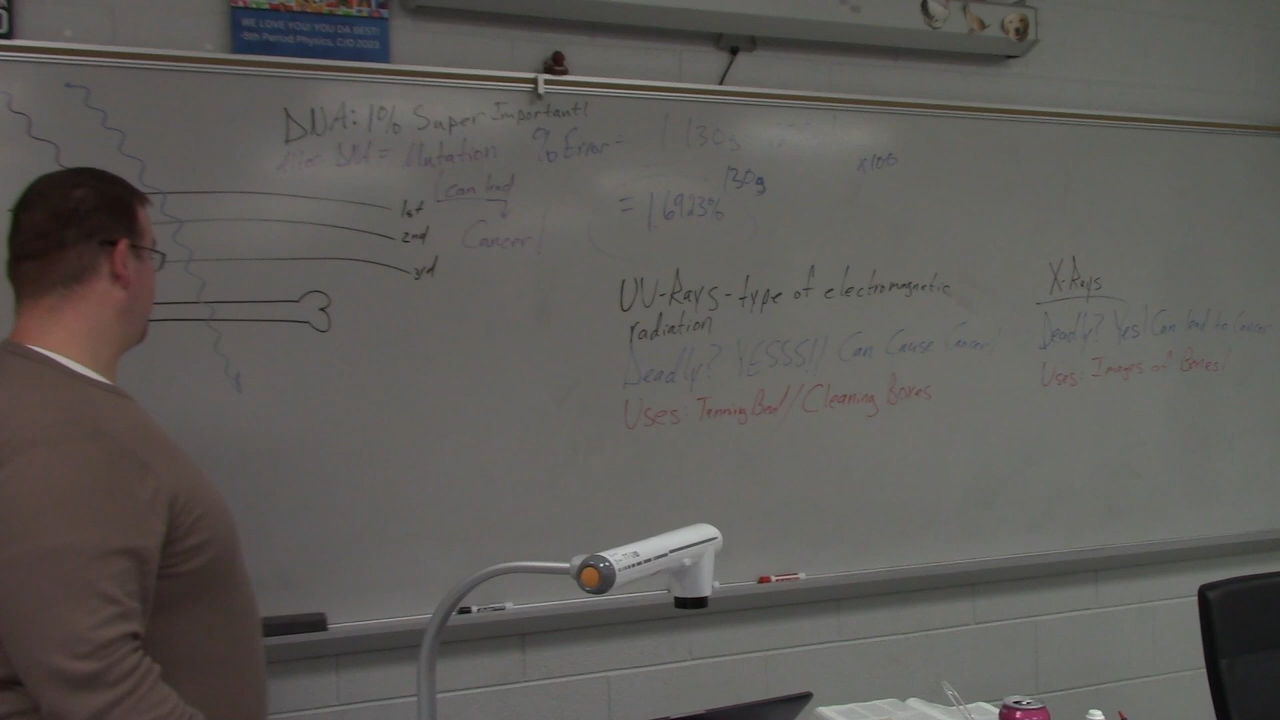 WE LOVE YOU! YOU DA BEST!
-8th Period Physics, C/O 2023
DNA: 1% Super Important!
DNA = Mutation
can lead
Cancer!
1st
2nd
3rd
% Error=
130g
x100
130g
= 1.6923%
UV-Rays-type of electromagnetic
radiation
Deadly? YESSS!! Can Cause Cancer!
Uses: Tanning Bed/Cleaning Boxes
X-Rays
Deadly? Yes! Can lead to Cancer
Uses: Images of Bones!